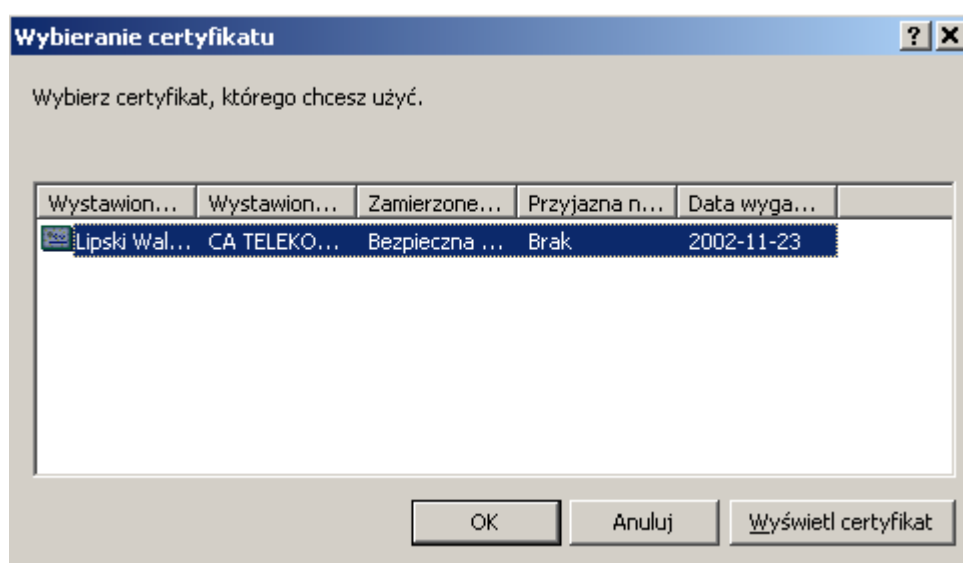 Wybieranie certyfikatu
Wybierz certyfikat, którego chcesz użyć.
Wystawion... Wystawion... Zamierzone... Przyjazna n... Data wyga...
Lipski Wal... CA TELEKO... Bezpieczna ... Brak 2002-11-23
OK Anuluj Wyświetl certyfikat